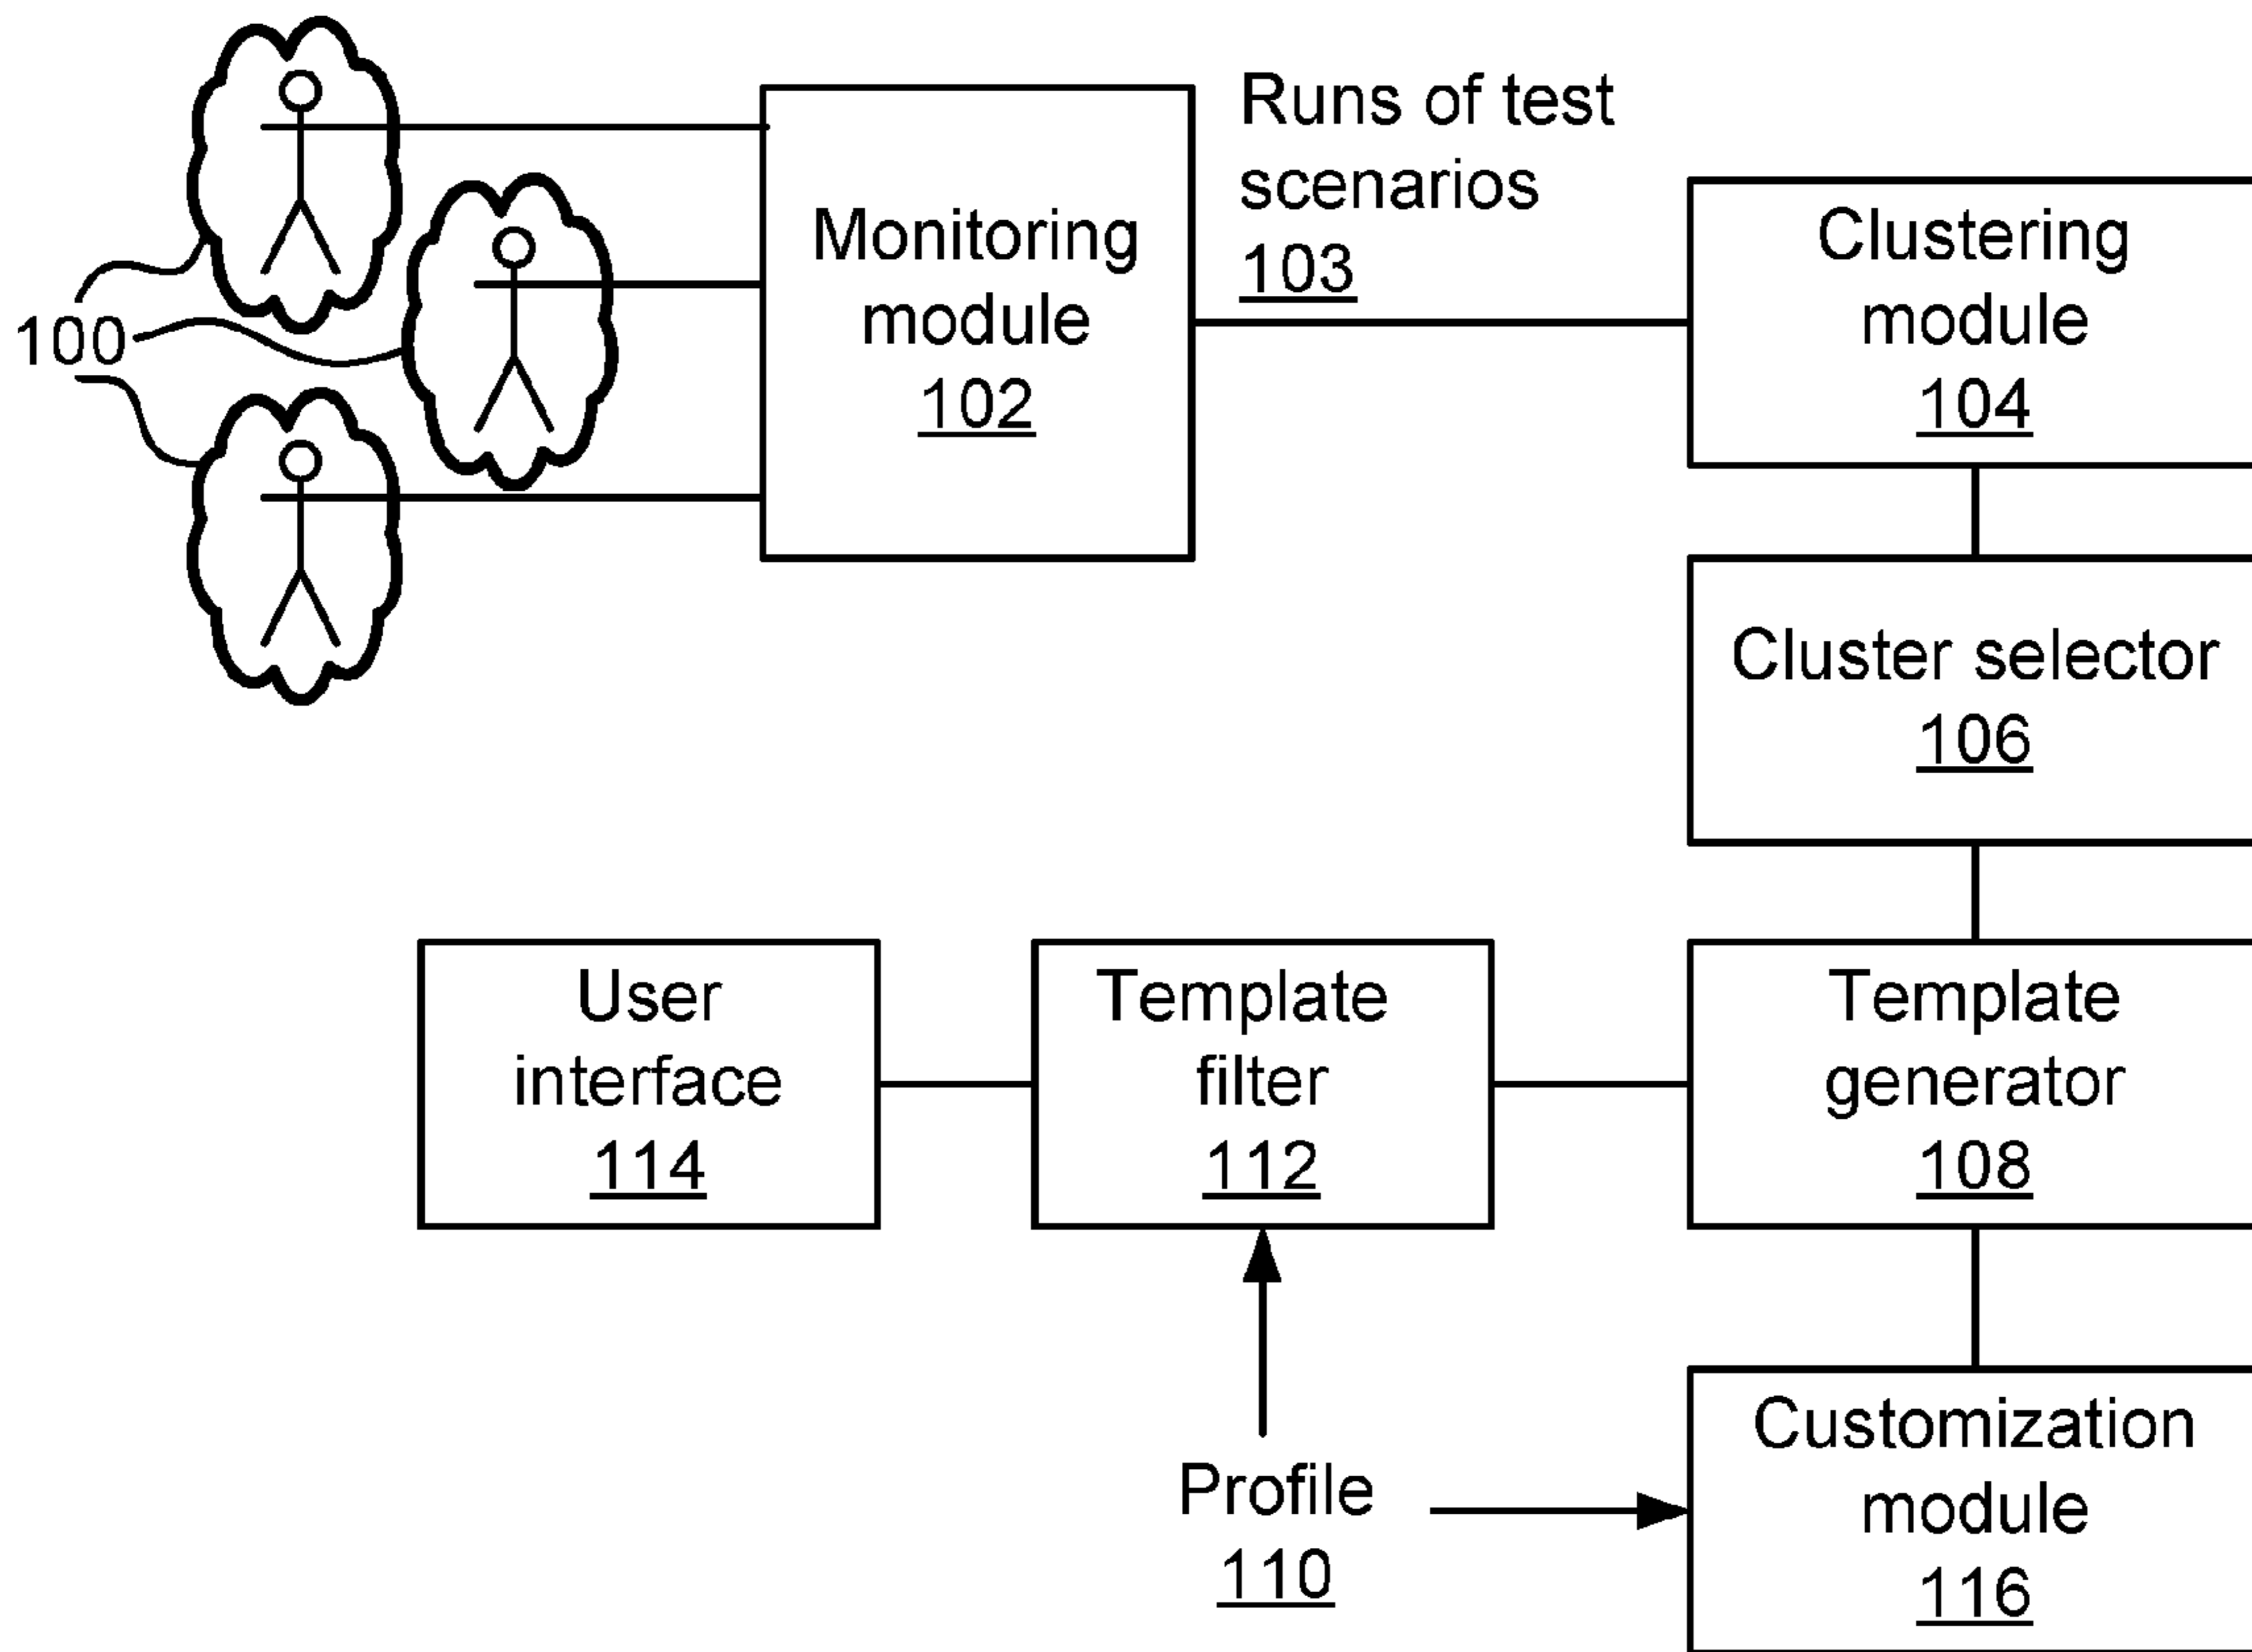 100
Monitoring
module
102
Runs of test
scenarios
103
Clustering
module
104
Cluster selector
106
User
interface
114
Template
filter
112
Template
generator
108
Profile
110
Customization
module
116